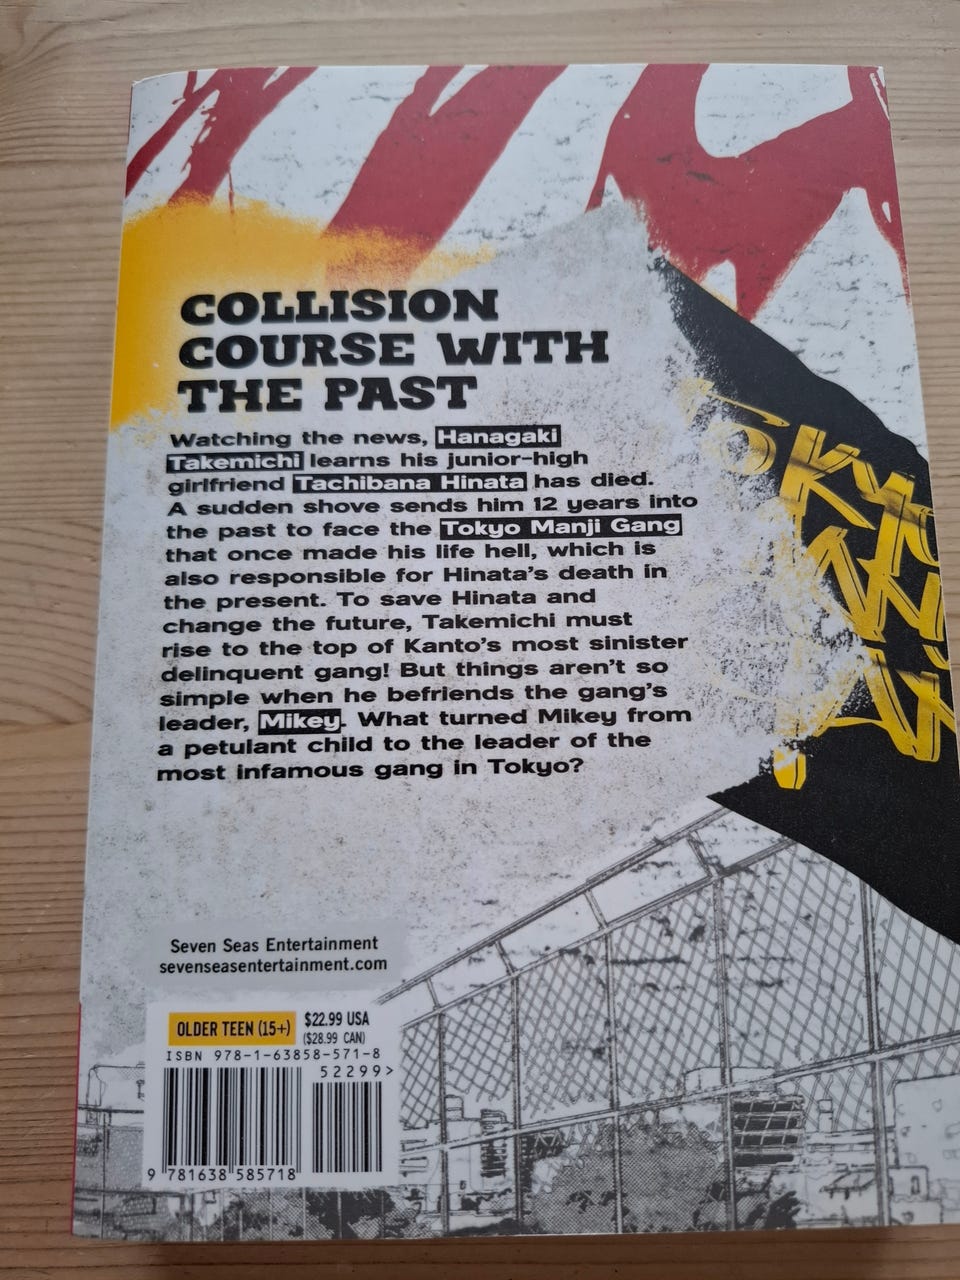 COLLISION
COURSE WITH
THE PAST
Watching the news, Hanagaki
Takemichi learns his junior-high
girlfriend Tachibana Hinata has died.
A sudden shove sends him 12 years into
the past to face the Tokyo Manji Gang
that once made his life hell, which is
also responsible for Hinata's death in
the present. To save Hinata and
change the future, Takemichi must
rise to the top of Kanto's most sinister
delinquent gang! But things aren't so
simple when he befriends the gang's
leader, Mikey. What turned Mikey from
a petulant child to the leader of the
most infamous gang in Tokyo?
Seven Seas Entertainment
sevenseasentertainment.com
OLDER TEEN (15+) $22.99 USA
($28.99 CAN)
ISBN 978-1-63858-571-8
52299>
9 781638 585718